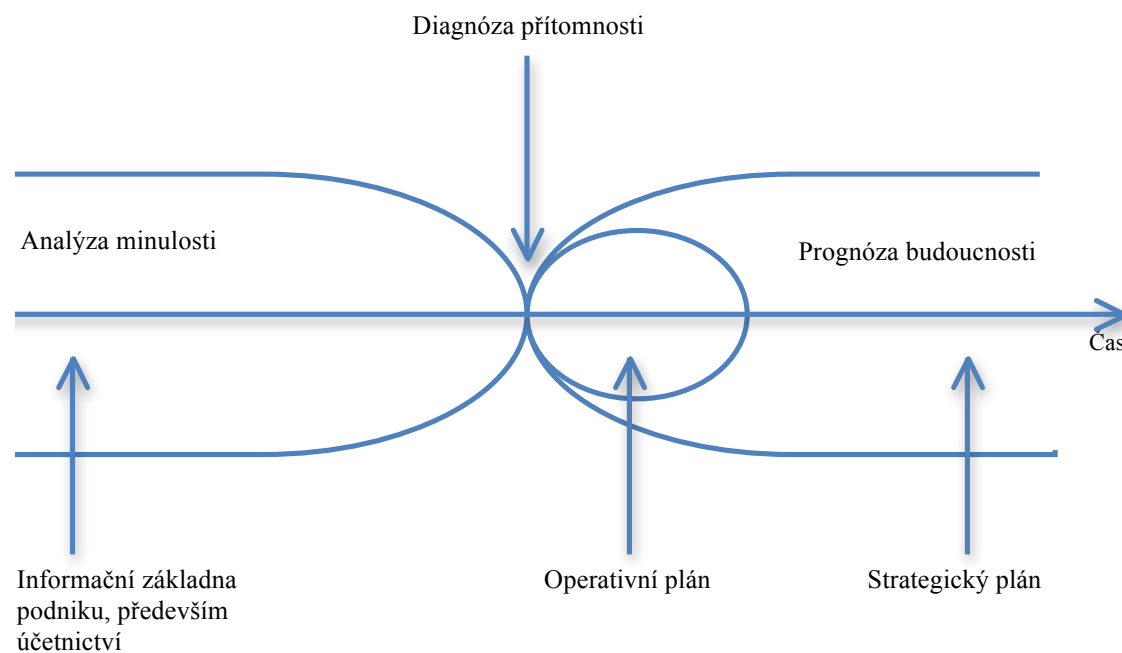 Diagnóza přítomnosti
Analýza minulosti
Prognóza budoucnosti
Čas
Informační základna
podniku, především
účetnictví
Operativní plán
Strategický plán